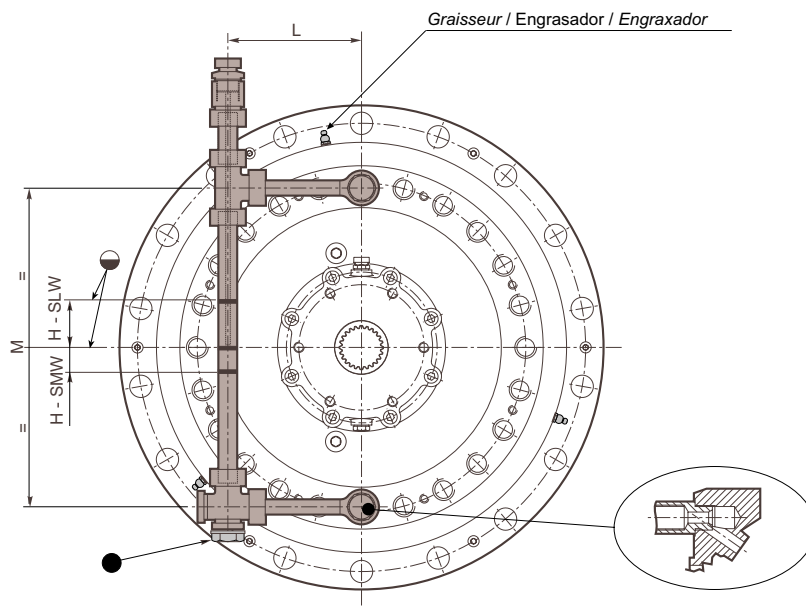 L
Graisseur / Engrasador / Engraxador
=
H - SLW
M
H - SMW
=